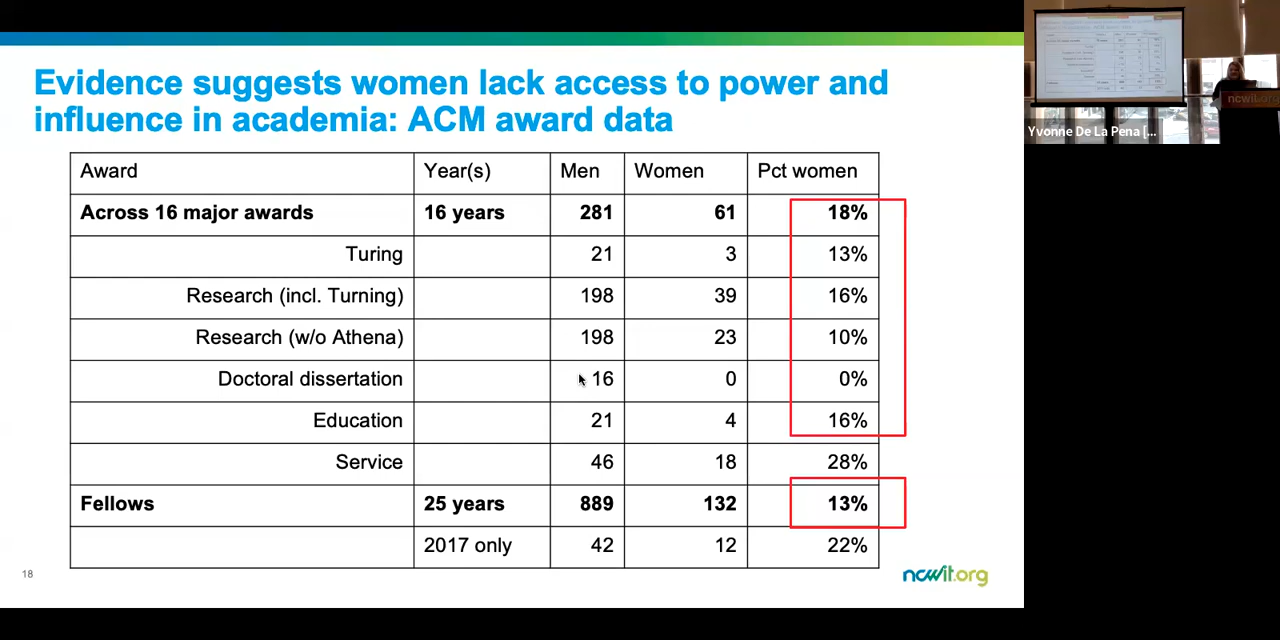 Evidence suggests women lack access to power and
influence in academia: ACM award data
Award Year(s) Men Women Pct women
Across 16 major awards 16 years 281 61 18%
Turing 21 3 13%
Research (incl. Turning) 198 39 16%
Research (w/o Athena) 198 23 10%
Doctoral dissertation 16 0 0%
Education 21 4 16%
Service 46 18 28%
Fellows 25 years 889 132 13%
2017 only 42 12 22%
18
ncwit.org
Yvonne De La Pena [...
ncwit.org